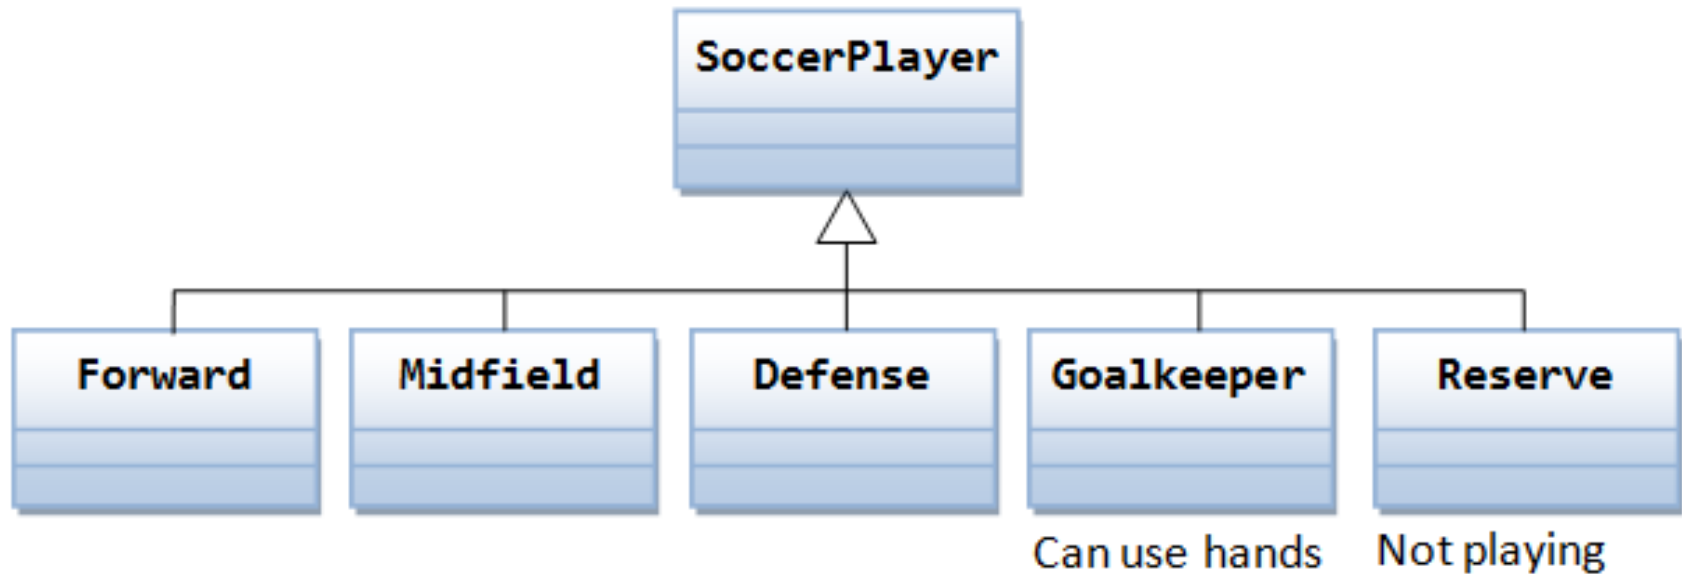 SoccerPlayer
Forward
Midfield
Defense
Goalkeeper
Reserve
Can use hands
Not playing